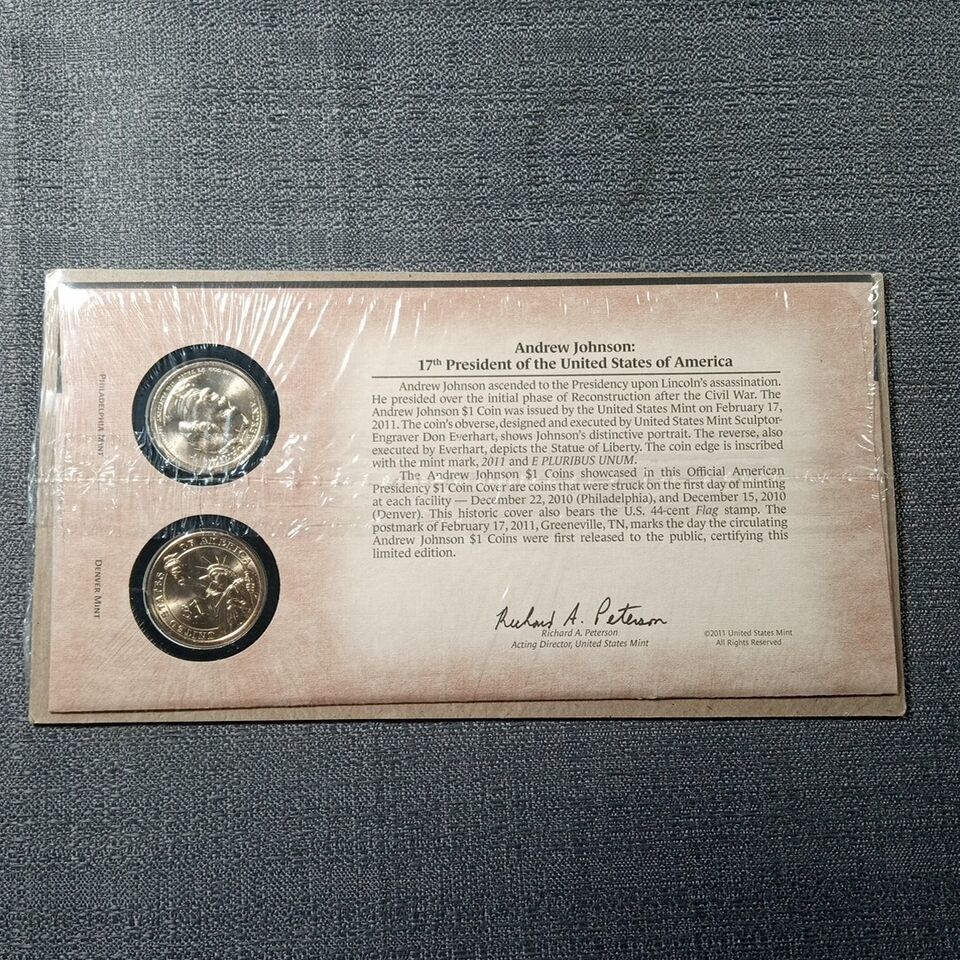 PHILADELPHIA MINT
DENVER MINT
UNITED STATES OF AMERICA
$1
Andrew Johnson:
17th President of the United States of America
Andrew Johnson ascended to the Presidency upon Lincoln's assassination.
He presided over the initial phase of Reconstruction after the Civil War. The
Andrew Johnson $1 Coin was issued by the United States Mint on February 17,
2011. The coin's obverse, designed and executed by United States Mint Sculptor-
Engraver Don Everhart, shows Johnson's distinctive portrait. The reverse, also
executed by Everhart, depicts the Statue of Liberty. The coin edge is inscribed
with the mint mark, 2011 and E PLURIBUS UNUM.
The Andrew Johnson $1 Coins showcased in this Official American
Presidency $1 Coin Cover are coins that were struck on the first day of minting
at each facility — December 22, 2010 (Philadelphia), and December 15, 2010
(Denver). This historic cover also bears the U.S. 44-cent Flag stamp. The
postmark of February 17, 2011, Greeneville, TN, marks the day the circulating
Andrew Johnson $1 Coins were first released to the public, certifying this
limited edition.
Richard A. Peterson
Richard A. Peterson
Acting Director, United States Mint
©2011 United States Mint
All Rights Reserved